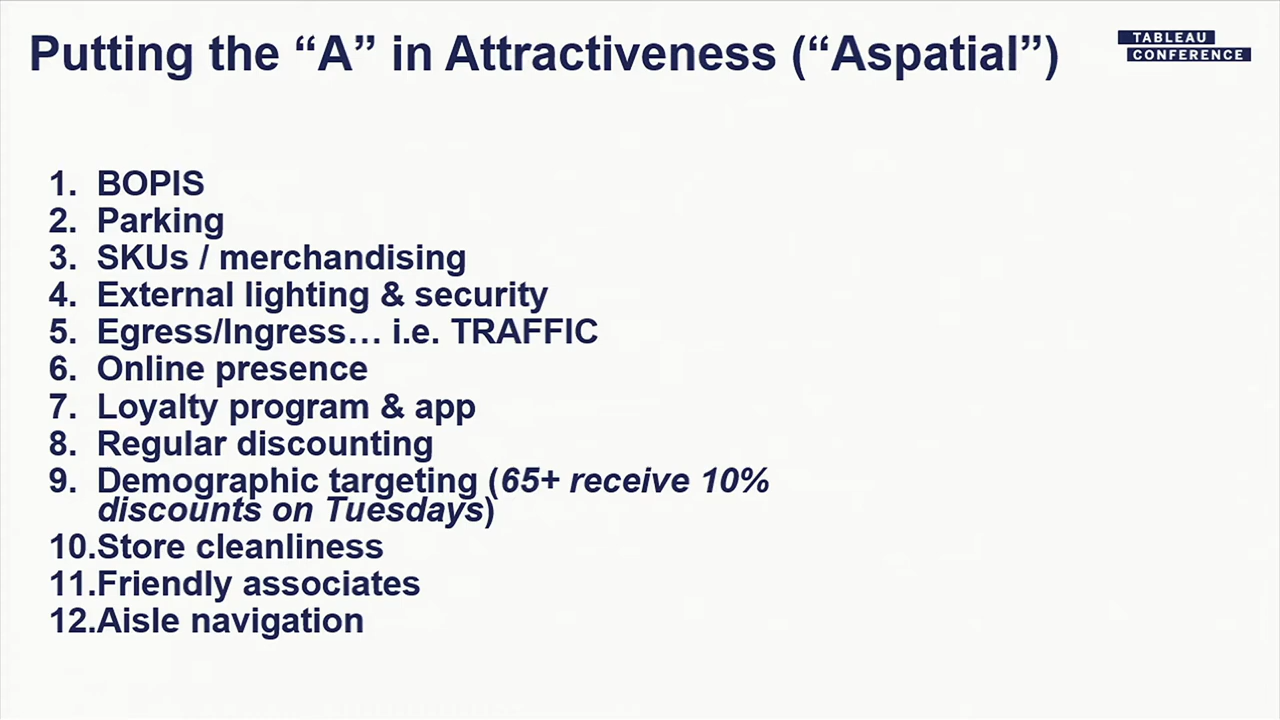 Putting the “A” in Attractiveness (“Aspatial”)
TABLEAU
CONFERENCE
1. BOPIS
2. Parking
3. SKUs / merchandising
4. External lighting & security
5. Egress/Ingress… i.e. TRAFFIC
6. Online presence
7. Loyalty program & app
8. Regular discounting
9. Demographic targeting (65+ receive 10%
discounts on Tuesdays)
10.Store cleanliness
11.Friendly associates
12.Aisle navigation